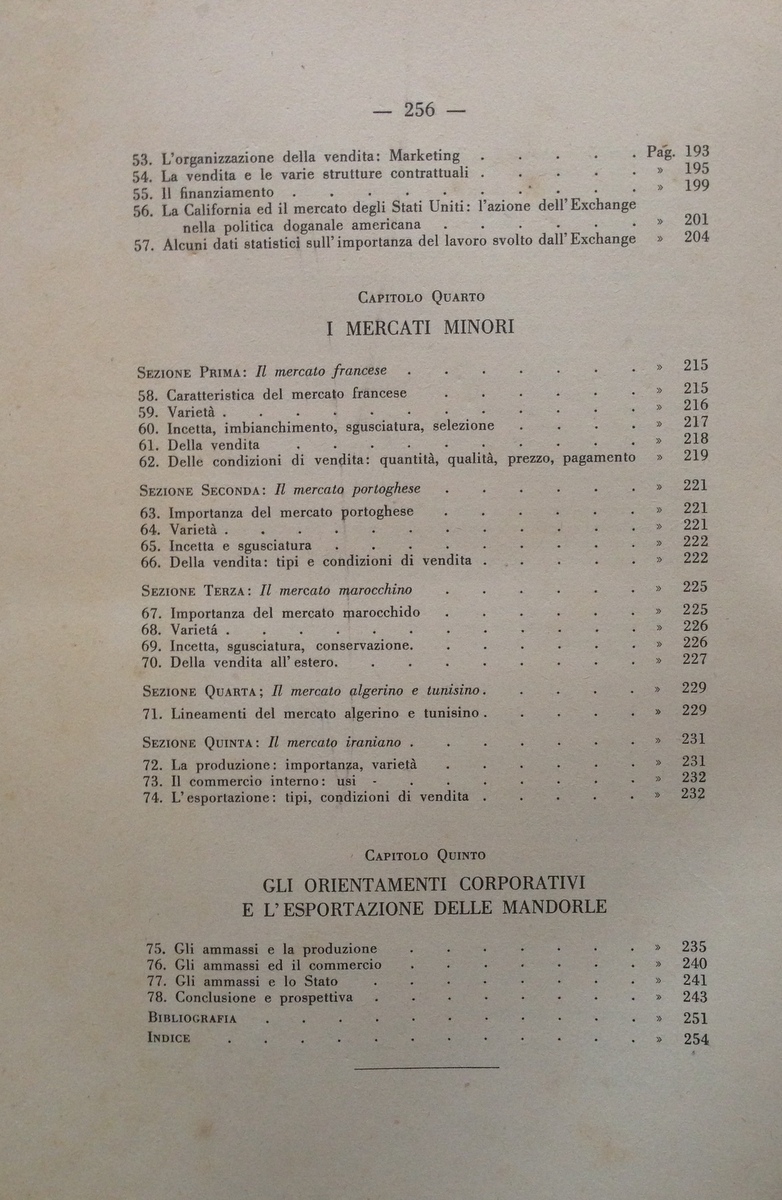 — 256 —
53. L'organizzazione della vendita: Marketing . . . . . Pag. 193
54. La vendita e le varie strutture contrattuali . . . . . » 195
55. Il finanziamento . . . . . . . . . . » 199
56. La California ed il mercato degli Stati Uniti: l'azione dell'Exchange
nella politica doganale americana . . . . . . » 201
57. Alcuni dati statistici sull'importanza del lavoro svolto dall'Exchange » 204
Capitolo Quarto
I MERCATI MINORI
Sezione Prima: Il mercato francese . . . . . . . » 215
58. Caratteristica del mercato francese . . . . . . » 215
59. Varietà . . . . . . . . . . . . » 216
60. Incetta, imbianchimento, sgusciatura, selezione . . . . » 217
61. Della vendita . . . . . . . . . . » 218
62. Delle condizioni di vendita: quantità, qualità, prezzo, pagamento » 219
Sezione Seconda: Il mercato portoghese . . . . . . » 221
63. Importanza del mercato portoghese . . . . . . » 221
64. Varietà . . . . . . . . . . . . » 221
65. Incetta e sgusciatura . . . . . . . . . » 222
66. Della vendita: tipi e condizioni di vendita . . . . . » 222
Sezione Terza: Il mercato marocchino . . . . . . » 225
67. Importanza del mercato marocchido . . . . . . » 225
68. Varietá . . . . . . . . . . . . » 226
69. Incetta, sgusciatura, conservazione. . . . . . . » 226
70. Della vendita all'estero. . . . . . . . . » 227
Sezione Quarta; Il mercato algerino e tunisino . . . . . » 229
71. Lineamenti del mercato algerino e tunisino . . . . . » 229
Sezione Quinta: Il mercato iraniano . . . . . . . » 231
72. La produzione: importanza, varietà . . . . . . » 231
73. Il commercio interno: usi - . . . . . . . » 232
74. L'esportazione: tipi, condizioni di vendita . . . . . » 232
Capitolo Quinto
GLI ORIENTAMENTI CORPORATIVI
E L'ESPORTAZIONE DELLE MANDORLE
75. Gli ammassi e la produzione . . . . . . . » 235
76. Gli ammassi ed il commercio . . . . . . . » 240
77. Gli ammassi e lo Stato . . . . . . . . » 241
78. Conclusione e prospettiva . . . . . . . . » 243
Bibliografia . . . . . . . . . . . » 251
Indice . . . . . . . . . . . . » 254